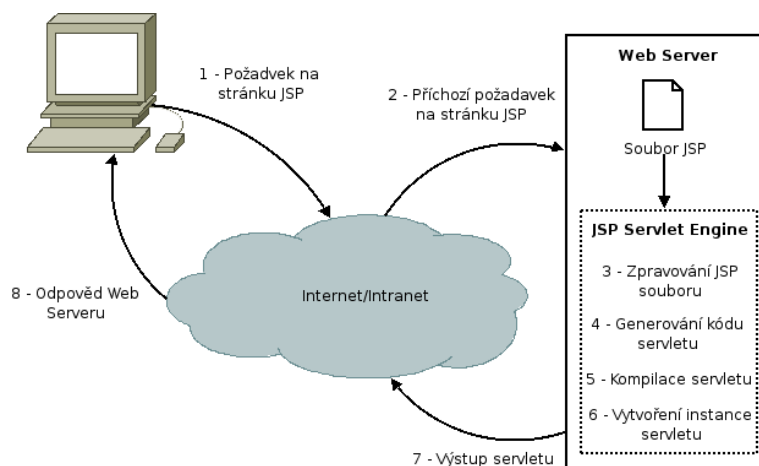 1 - Požadvek na
stránku JSP
2 - Příchozí požadavek
na stránku JSP
Web Server
Soubor JSP
JSP Servlet Engine
3 - Zpravování JSP
souboru
4 - Generování kódu
servletu
5 - Kompilace servletu
6 - Vytvoření instance
servletu
7 - Výstup servletu
8 - Odpověd Web
Serveru
Internet/Intranet